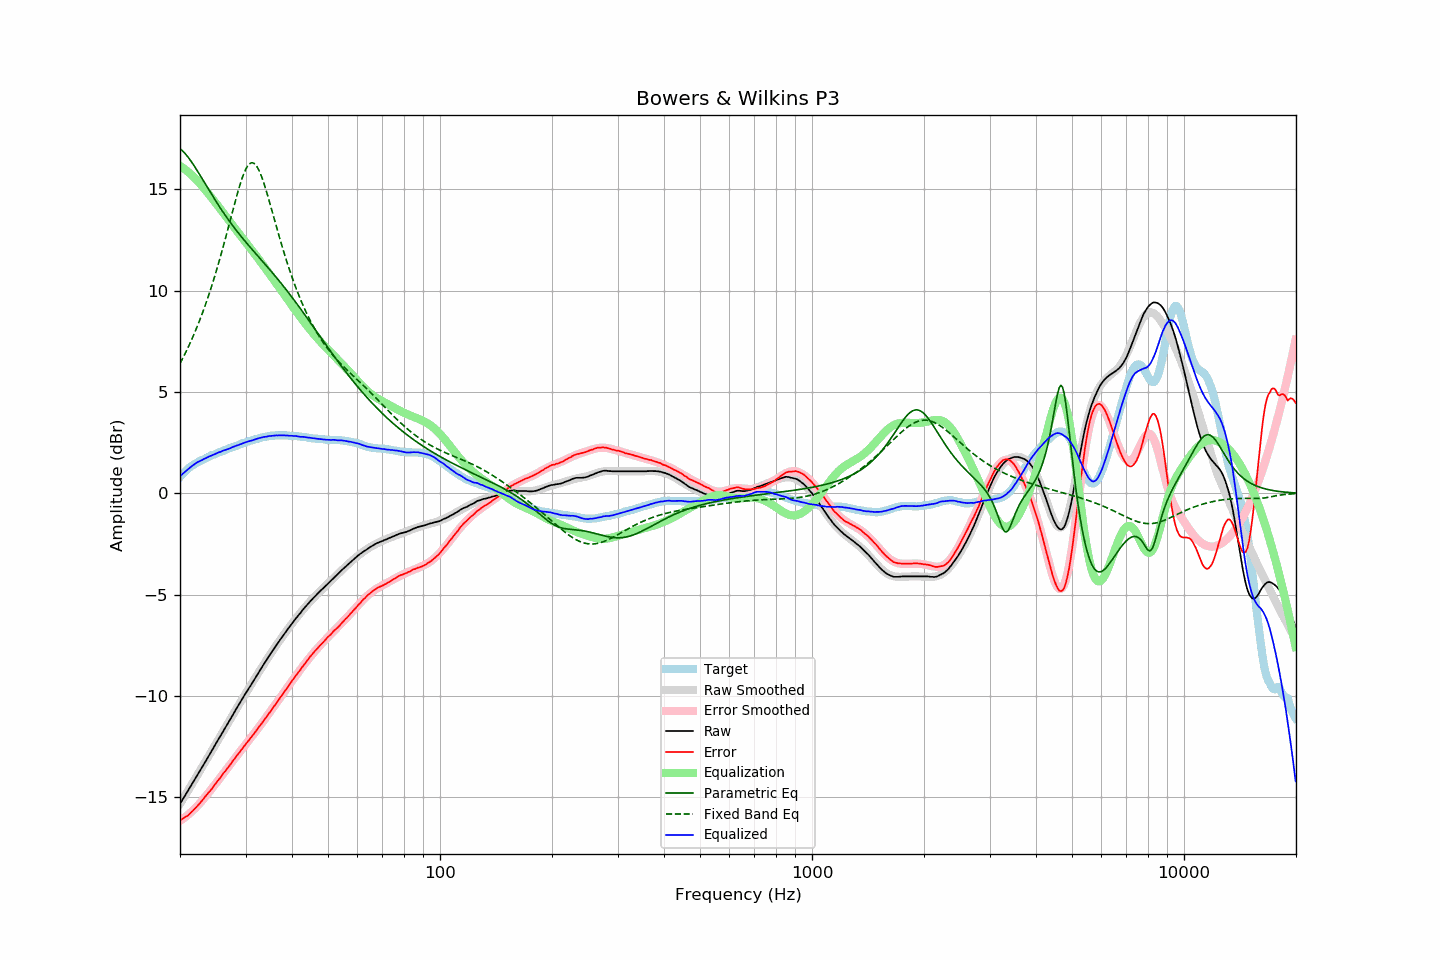 Bowers & Wilkins P3
Amplitude (dBr)
15
10
5
0
−5
−10
−15
Target
Raw Smoothed
Error Smoothed
Raw
Error
Equalization
Parametric Eq
Fixed Band Eq
Equalized
100
1000
10000
Frequency (Hz)